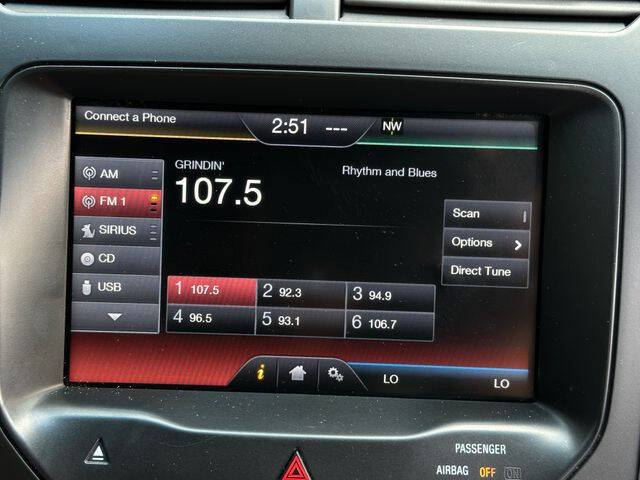 Connect a Phone
2:51 --- NW
AM
FM 1
SIRIUS
CD
USB
GRINDIN'
107.5
Rhythm and Blues
Scan
Options
Direct Tune
1 107.5 2 92.3 3 94.9
4 96.5 5 93.1 6 106.7
i
LO LO
PASSENGER
AIRBAG OFF ON